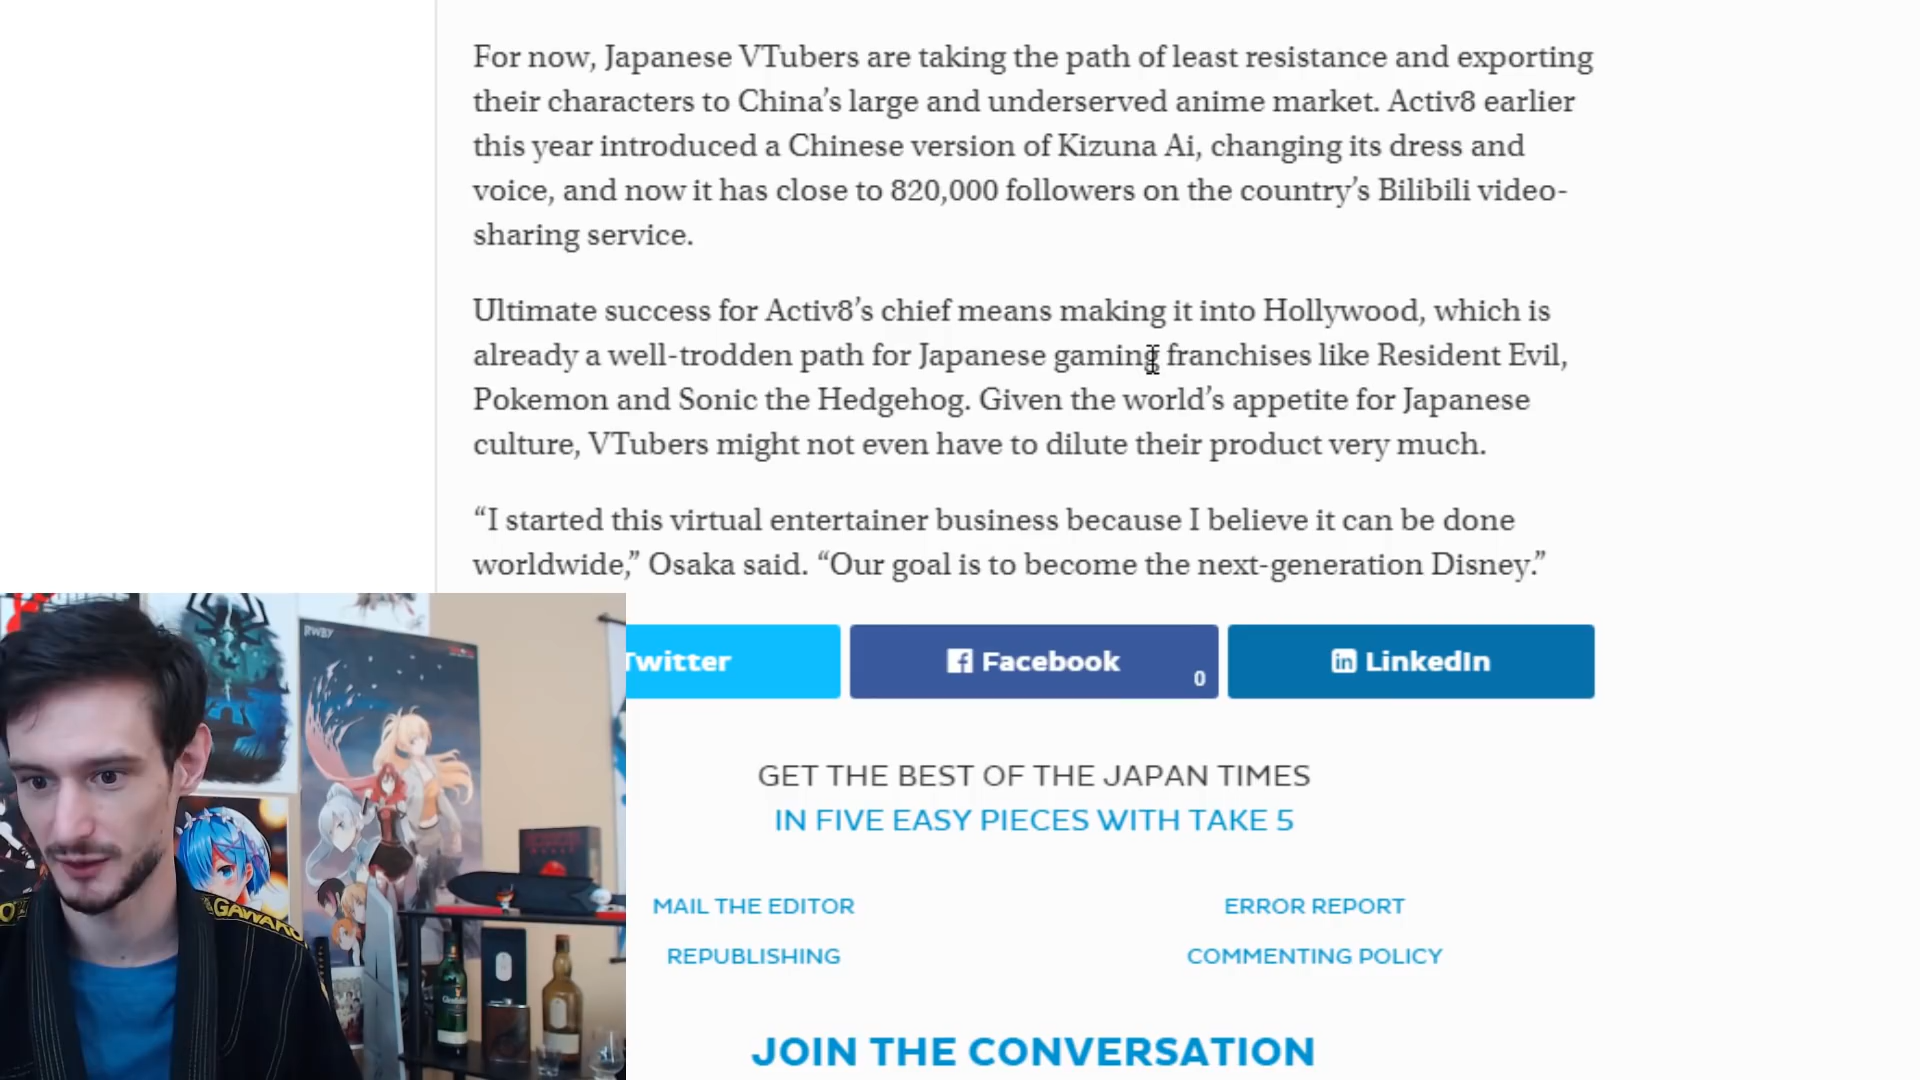 For now, Japanese VTubers are taking the path of least resistance and exporting
their characters to China’s large and underserved anime market. Activ8 earlier
this year introduced a Chinese version of Kizuna Ai, changing its dress and
voice, and now it has close to 820,000 followers on the country’s Bilibili video-
sharing service.
Ultimate success for Activ8’s chief means making it into Hollywood, which is
already a well-trodden path for Japanese gaming franchises like Resident Evil,
Pokemon and Sonic the Hedgehog. Given the world’s appetite for Japanese
culture, VTubers might not even have to dilute their product very much.
“I started this virtual entertainer business because I believe it can be done
worldwide,” Osaka said. “Our goal is to become the next-generation Disney.”
RWBY
Twitter
Facebook
0
LinkedIn
GET THE BEST OF THE JAPAN TIMES
IN FIVE EASY PIECES WITH TAKE 5
MAIL THE EDITOR
ERROR REPORT
REPUBLISHING
COMMENTING POLICY
Glenfiddich
JOIN THE CONVERSATION